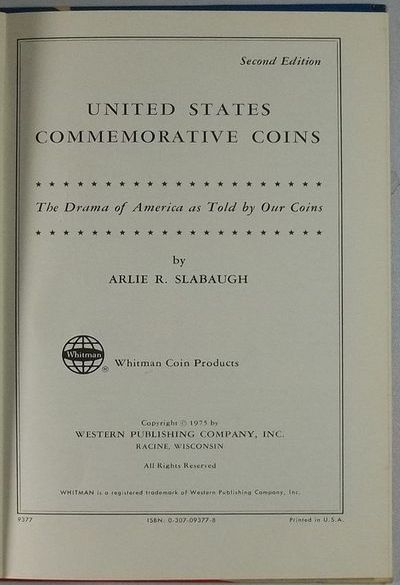 Second Edition
UNITED STATES
COMMEMORATIVE COINS
★ ★ ★ ★ ★ ★ ★ ★ ★ ★ ★ ★ ★ ★ ★ ★ ★ ★ ★ ★ ★
The Drama of America as Told by Our Coins
★ ★ ★ ★ ★ ★ ★ ★ ★ ★ ★ ★ ★ ★ ★ ★ ★ ★ ★ ★ ★
by
ARLIE R. SLABAUGH
Whitman ® Whitman Coin Products
Copyright © 1975 by
WESTERN PUBLISHING COMPANY, INC.
RACINE, WISCONSIN
All Rights Reserved
WHITMAN is a registered trademark of Western Publishing Company, Inc.
9377 ISBN: 0-307-09377-8 Printed in U.S.A.